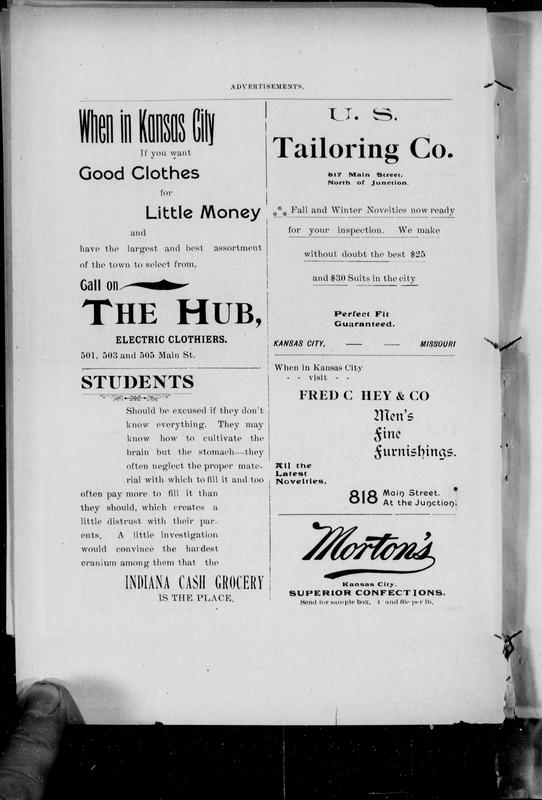 ADVERTISEMENTS.
When in Kansas City
If you want
Good Clothes
for
Little Money
and
have the largest and best assortment
of the town to select from,
Call on
THE HUB,
ELECTRIC CLOTHIERS.
501, 503 and 505 Main St.
STUDENTS
Should be excused if they don't
know everything. They may
know how to cultivate the
brain but the stomach—they
often neglect the proper mate-
rial with which to fill it and too
often pay more to fill it than
they should, which creates a
little distrust with their par-
ents. A little investigation
would convince the hardest
cranium among them that the
INDIANA CASH GROCERY
IS THE PLACE.
U. S.
Tailoring Co.
817 Main Street.
North of Junction.
Fall and Winter Novelties now ready
for your inspection. We make
without doubt the best $25
and $30 Suits in the city
Perfect Fit
Guaranteed.
KANSAS CITY, — — MISSOURI
When in Kansas City
- - visit - -
FRED C HEY & CO
Men's
Fine
Furnishings.
All the
Latest
Novelties.
818 Main Street.
At the Junction.
Morton's
Kansas City.
SUPERIOR CONFECTIONS.
Send for sample box, and 60c per lb.